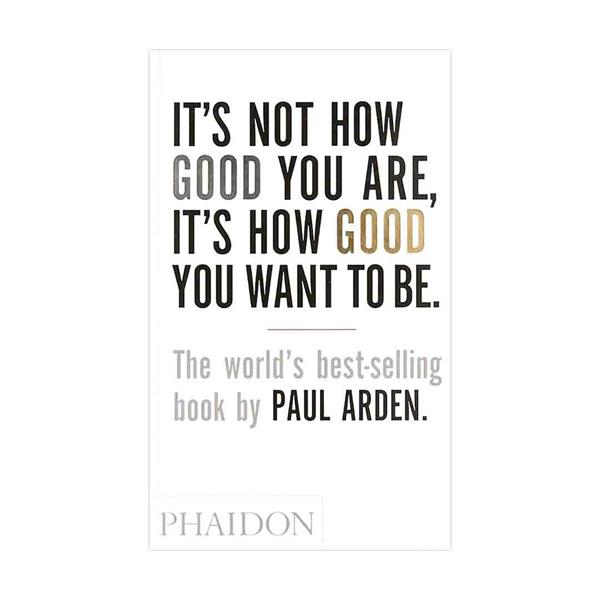 IT'S NOT HOW
GOOD YOU ARE,
IT'S HOW GOOD
YOU WANT TO BE.
The world's best-selling
book by PAUL ARDEN.
PHAIDON